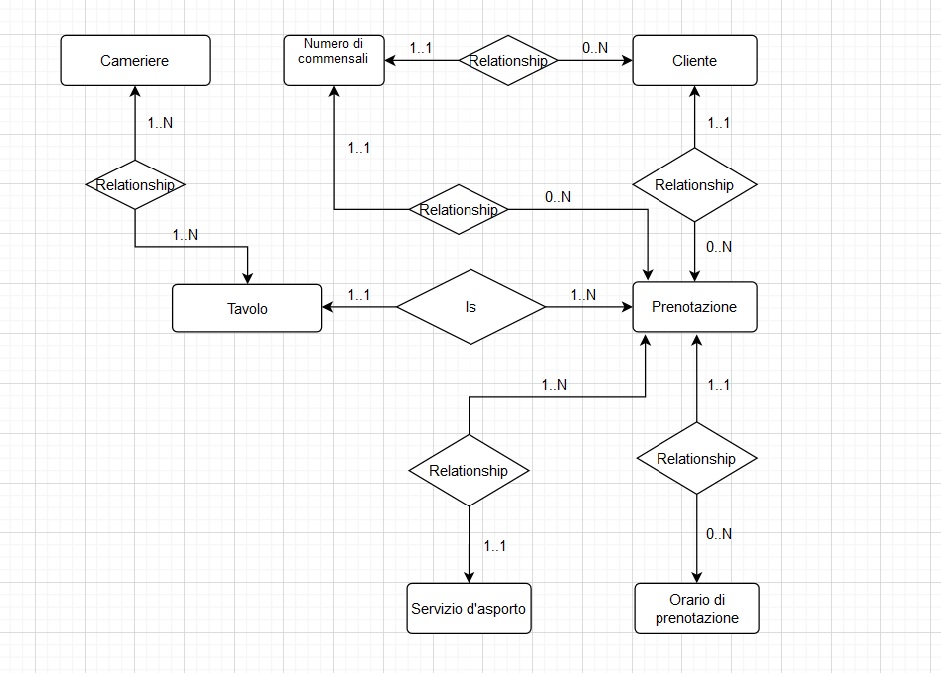 Cameriere
Numero di
commensali
1..1
Relationship
0..N
Cliente
1..N
1..1
1..1
Relationship
Relationship
Relationship
0..N
1..N
0..N
Tavolo
1..1
Is
1..N
Prenotazione
1..N
1..1
Relationship
Relationship
1..1
0..N
Servizio d'asporto
Orario di
prenotazione